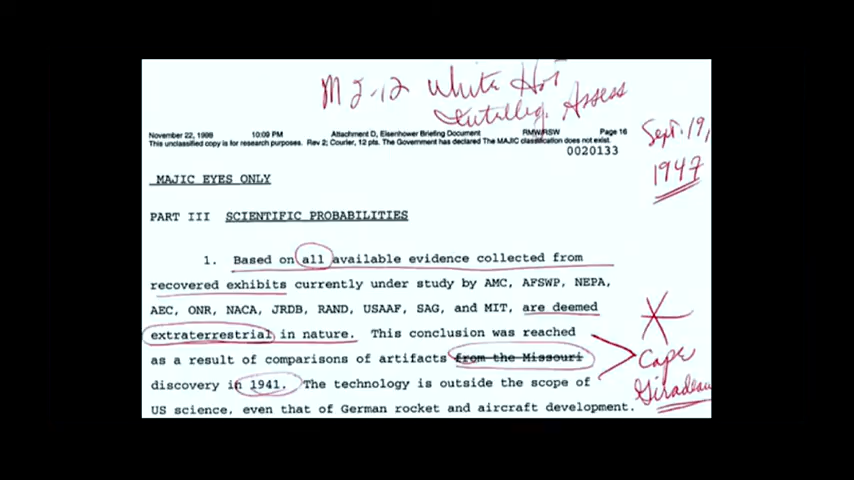 MJ-12 White Hot
Intellig. Assess
Sept. 19,
1947
November 22, 1998 10:09 PM Attachment D, Eisenhower Briefing Document RMW/RSW Page 16
This unclassified copy is for research purposes. Rev 2; Courier, 12 pts. The Government has declared The MAJIC classification does not exist.
0020133
MAJIC EYES ONLY
PART III SCIENTIFIC PROBABILITIES
1. Based on all available evidence collected from
recovered exhibits currently under study by AMC, AFSWP, NEPA,
AEC, ONR, NACA, JRDB, RAND, USAAF, SAG, and MIT, are deemed
extraterrestrial in nature. This conclusion was reached
as a result of comparisons of artifacts from the Missouri
discovery in 1941. The technology is outside the scope of
US science, even that of German rocket and aircraft development.
Cape
Giradeau